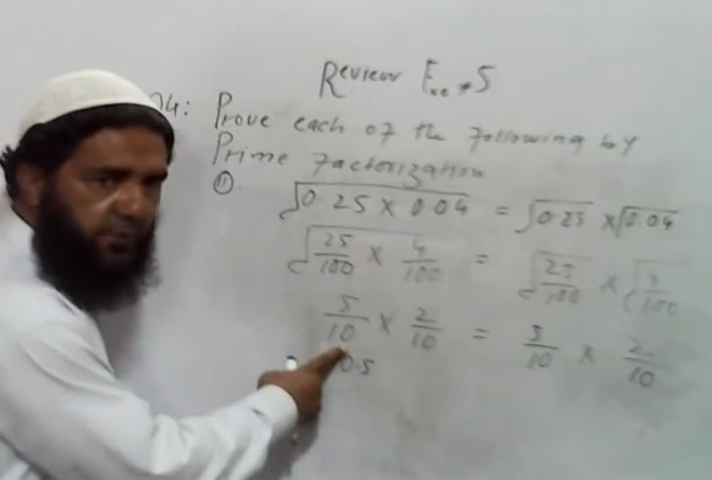 Review Ex # 5
Q4: Prove each of the following by
Prime Factorization
(ii) √(0.25 × 0.04) = √0.25 × √0.04
√(25/100 × 4/100) = √(25/100) × √(4/100)
5/10 × 2/10 = 5/10 × 2/10
0.5